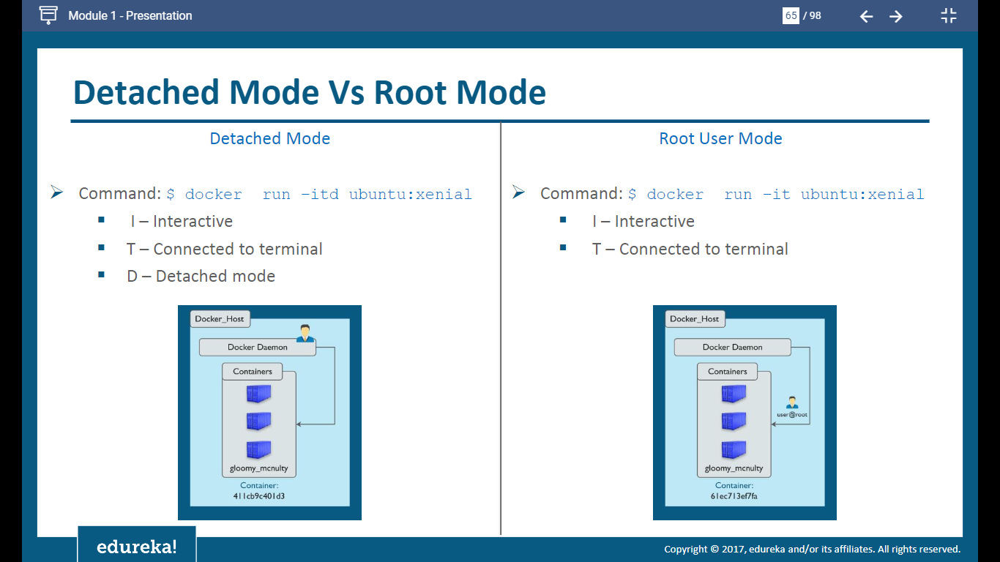 Module 1 - Presentation
65 / 98
Detached Mode Vs Root Mode
Detached Mode
Command: $ docker run –itd ubuntu:xenial
I – Interactive
T – Connected to terminal
D – Detached mode
Docker_Host
Docker Daemon
Containers
gloomy_mcnulty
Container:
411cb9c401d3
Root User Mode
Command: $ docker run –it ubuntu:xenial
I – Interactive
T – Connected to terminal
Docker_Host
Docker Daemon
Containers
user@root
gloomy_mcnulty
Container:
61ec713ef7fa
edureka!
Copyright © 2017, edureka and/or its affiliates. All rights reserved.